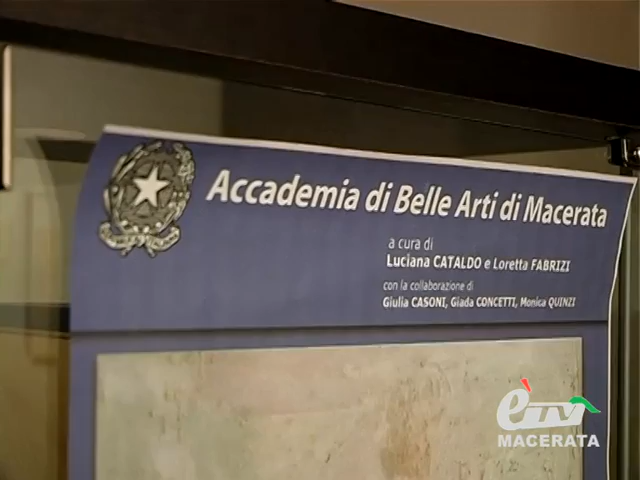 Accademia di Belle Arti di Macerata
a cura di
Luciana CATALDO e Loretta FABRIZI
con la collaborazione di
Giulia CASONI, Giada CONCETTI, Monica QUINZI
èTV
MACERATA